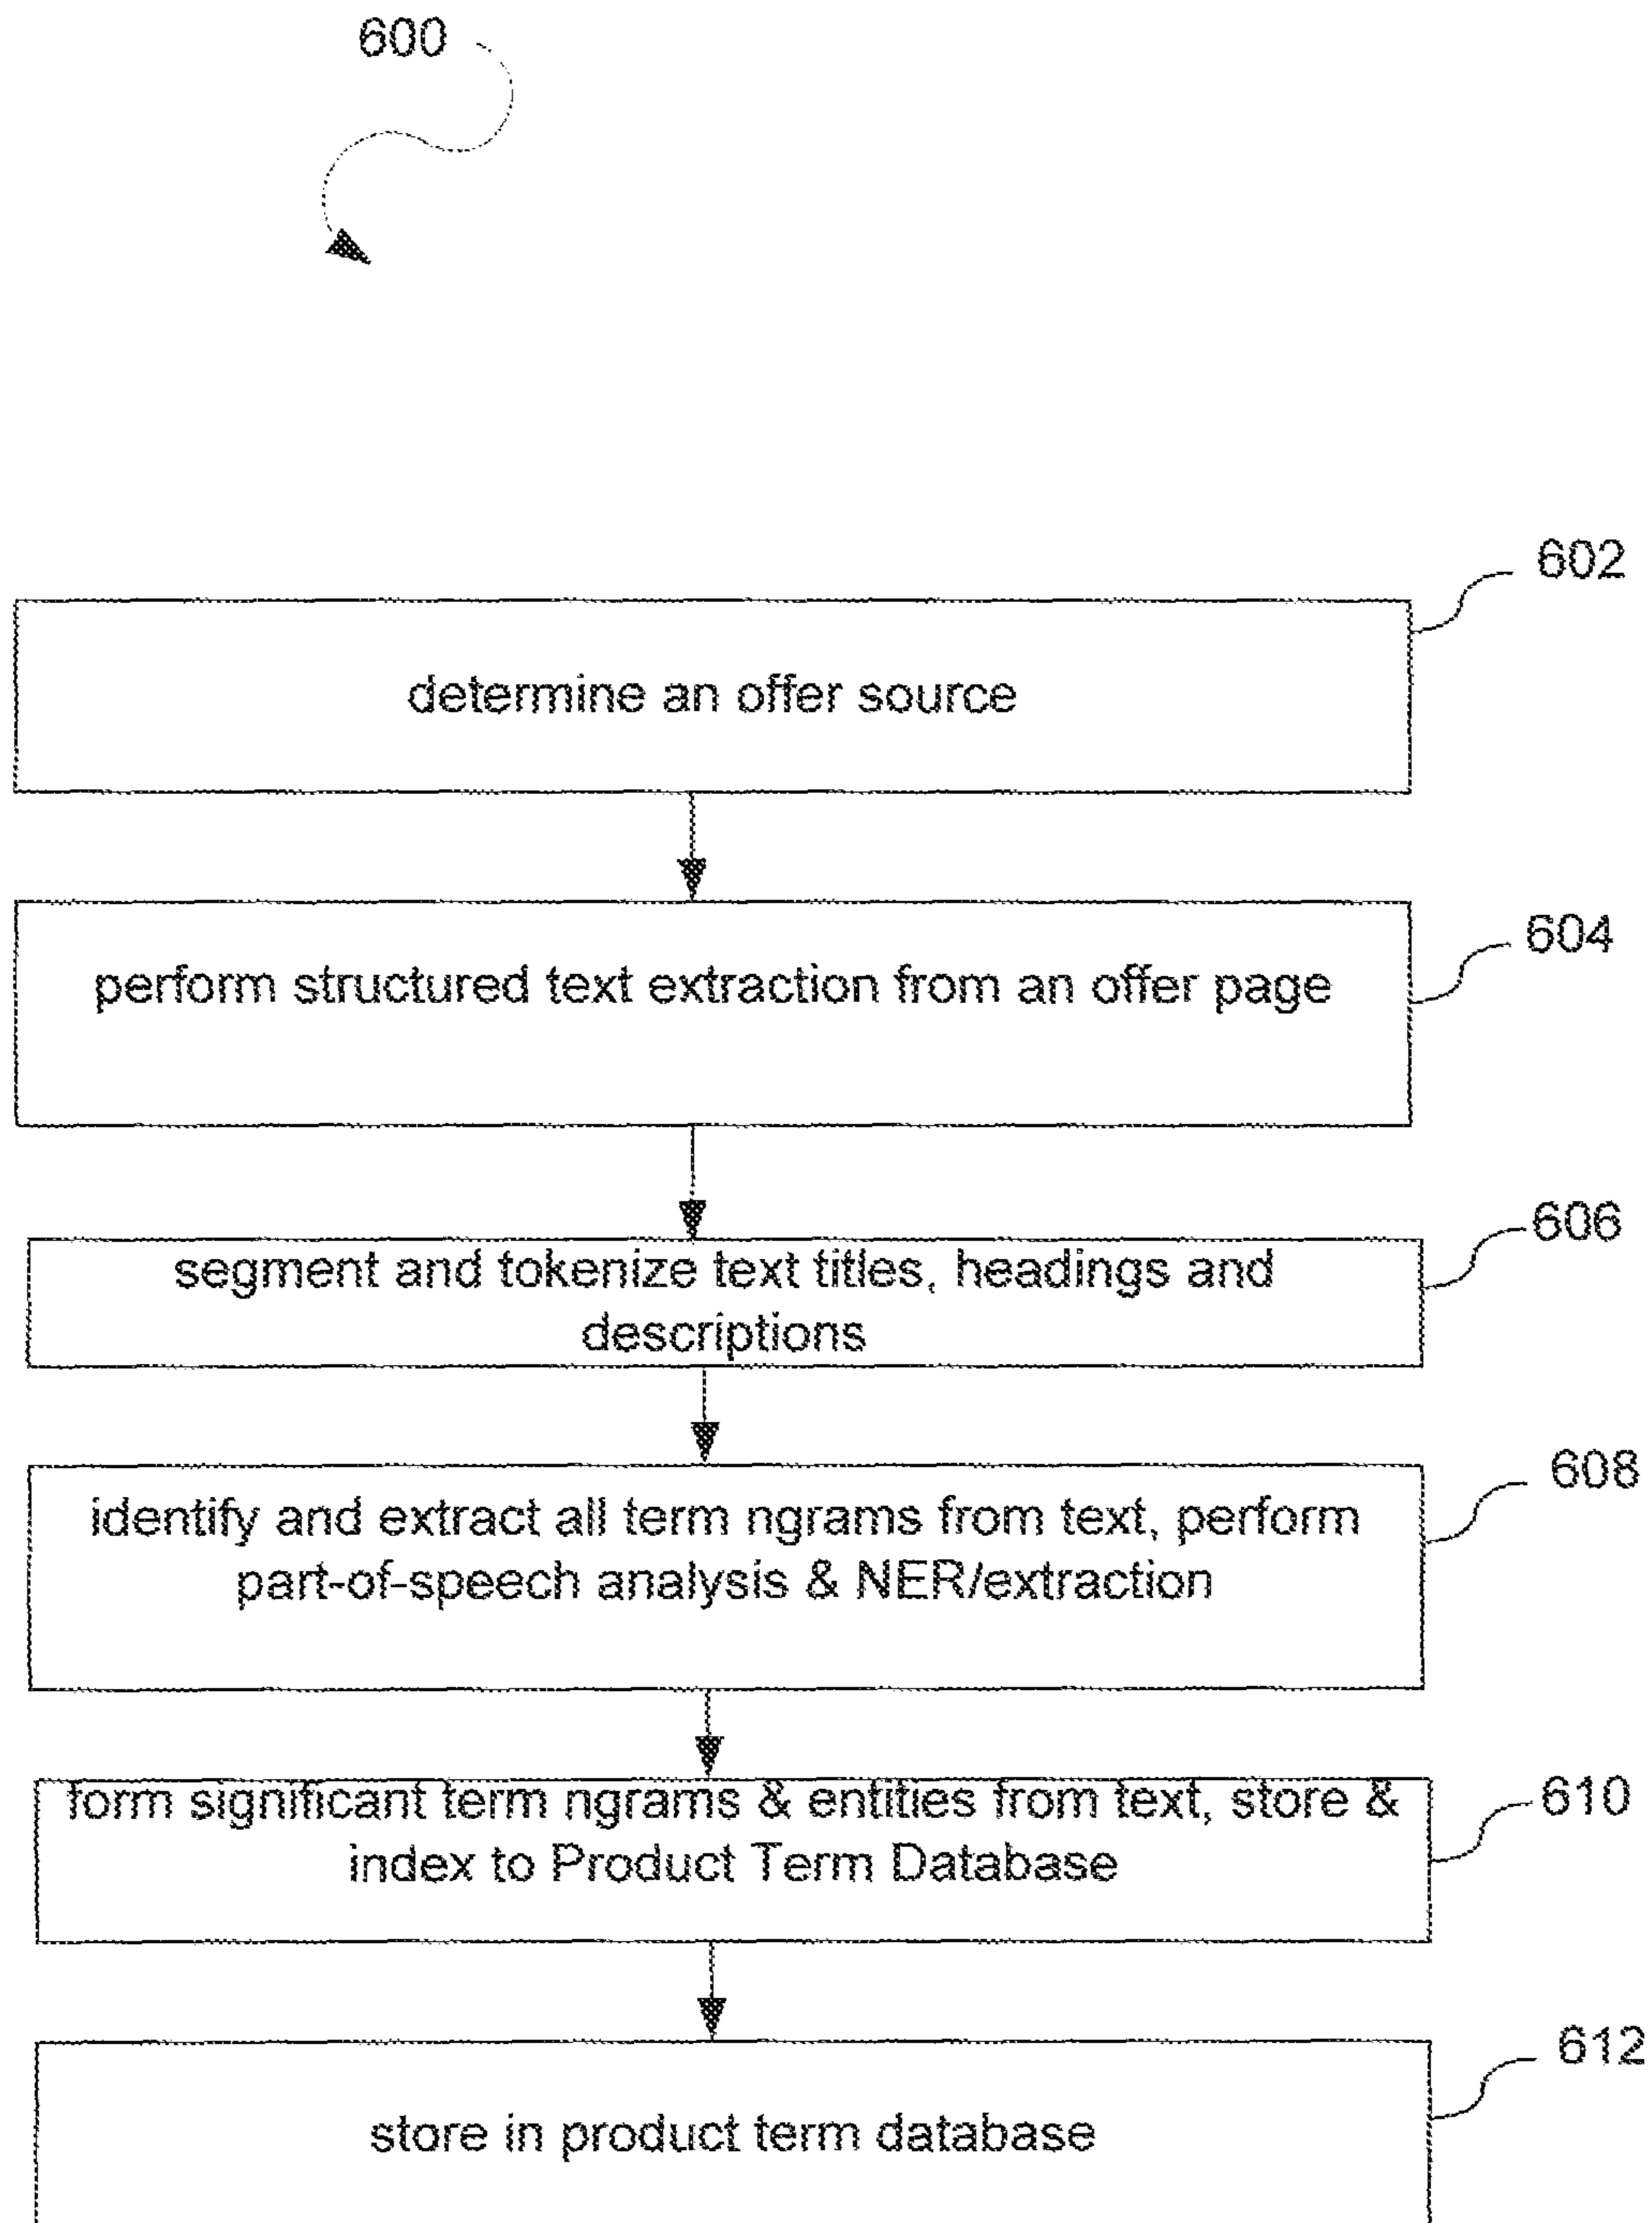 600
602
determine an offer source
604
perform structured text extraction from an offer page
606
segment and tokenize text titles, headings and
descriptions
608
identify and extract all term ngrams from text, perform
part-of-speech analysis & NER/extraction
610
form significant term ngrams & entities from text, store &
index to Product Term Database
612
store in product term database